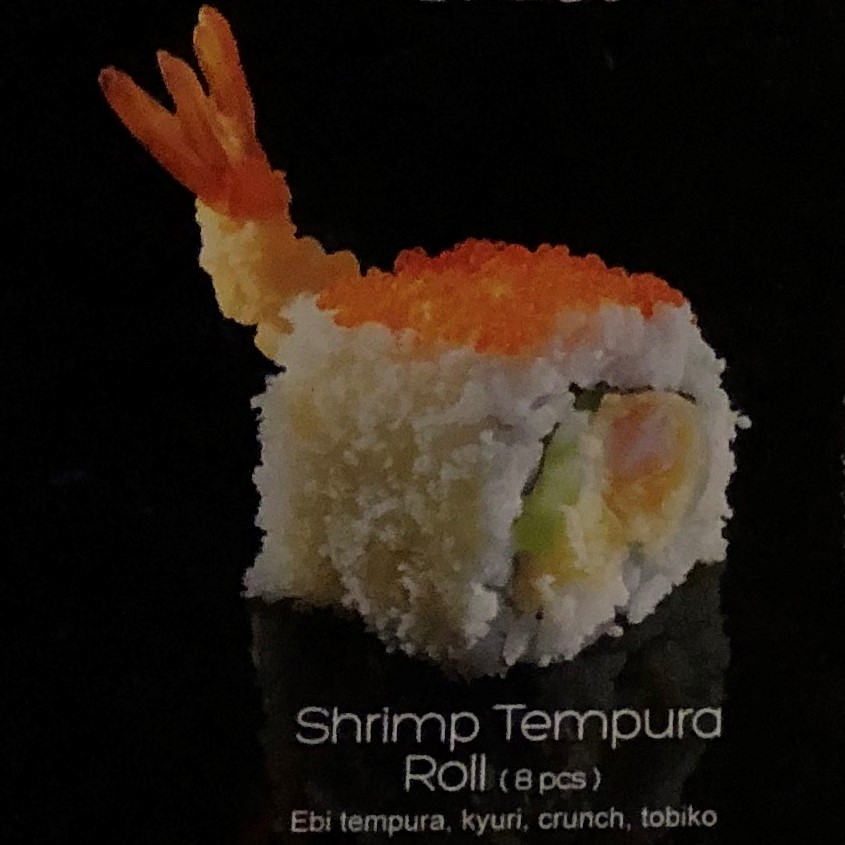 Shrimp Tempura
Roll (8 pcs)
Ebi tempura, kyuri, crunch, tobiko